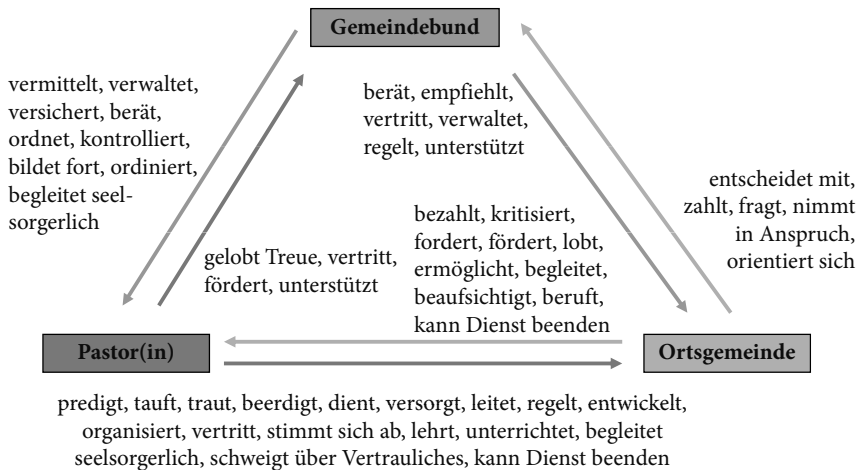 Gemeindebund
vermittelt, verwaltet,
versichert, berät,
ordnet, kontrolliert,
bildet fort, ordiniert,
begleitet seel-
sorgerlich
berät, empfiehlt,
vertritt, verwaltet,
regelt, unterstützt
entscheidet mit,
zahlt, fragt, nimmt
in Anspruch,
orientiert sich
gelobt Treue, vertritt,
fördert, unterstützt
bezahlt, kritisiert,
fordert, fördert, lobt,
ermöglicht, begleitet,
beaufsichtigt, beruft,
kann Dienst beenden
Pastor(in)
Ortsgemeinde
predigt, tauft, traut, beerdigt, dient, versorgt, leitet, regelt, entwickelt,
organisiert, vertritt, stimmt sich ab, lehrt, unterrichtet, begleitet
seelsorgerlich, schweigt über Vertrauliches, kann Dienst beenden